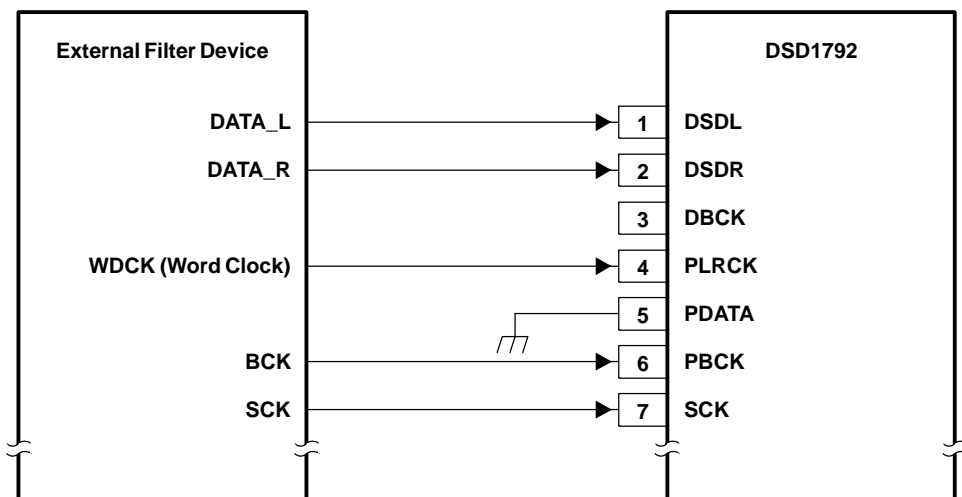 External Filter Device
DSD1792
DATA_L
1
DSDL
DATA_R
2
DSDR
3
DBCK
WDCK (Word Clock)
4
PLRCK
5
PDATA
BCK
6
PBCK
SCK
7
SCK